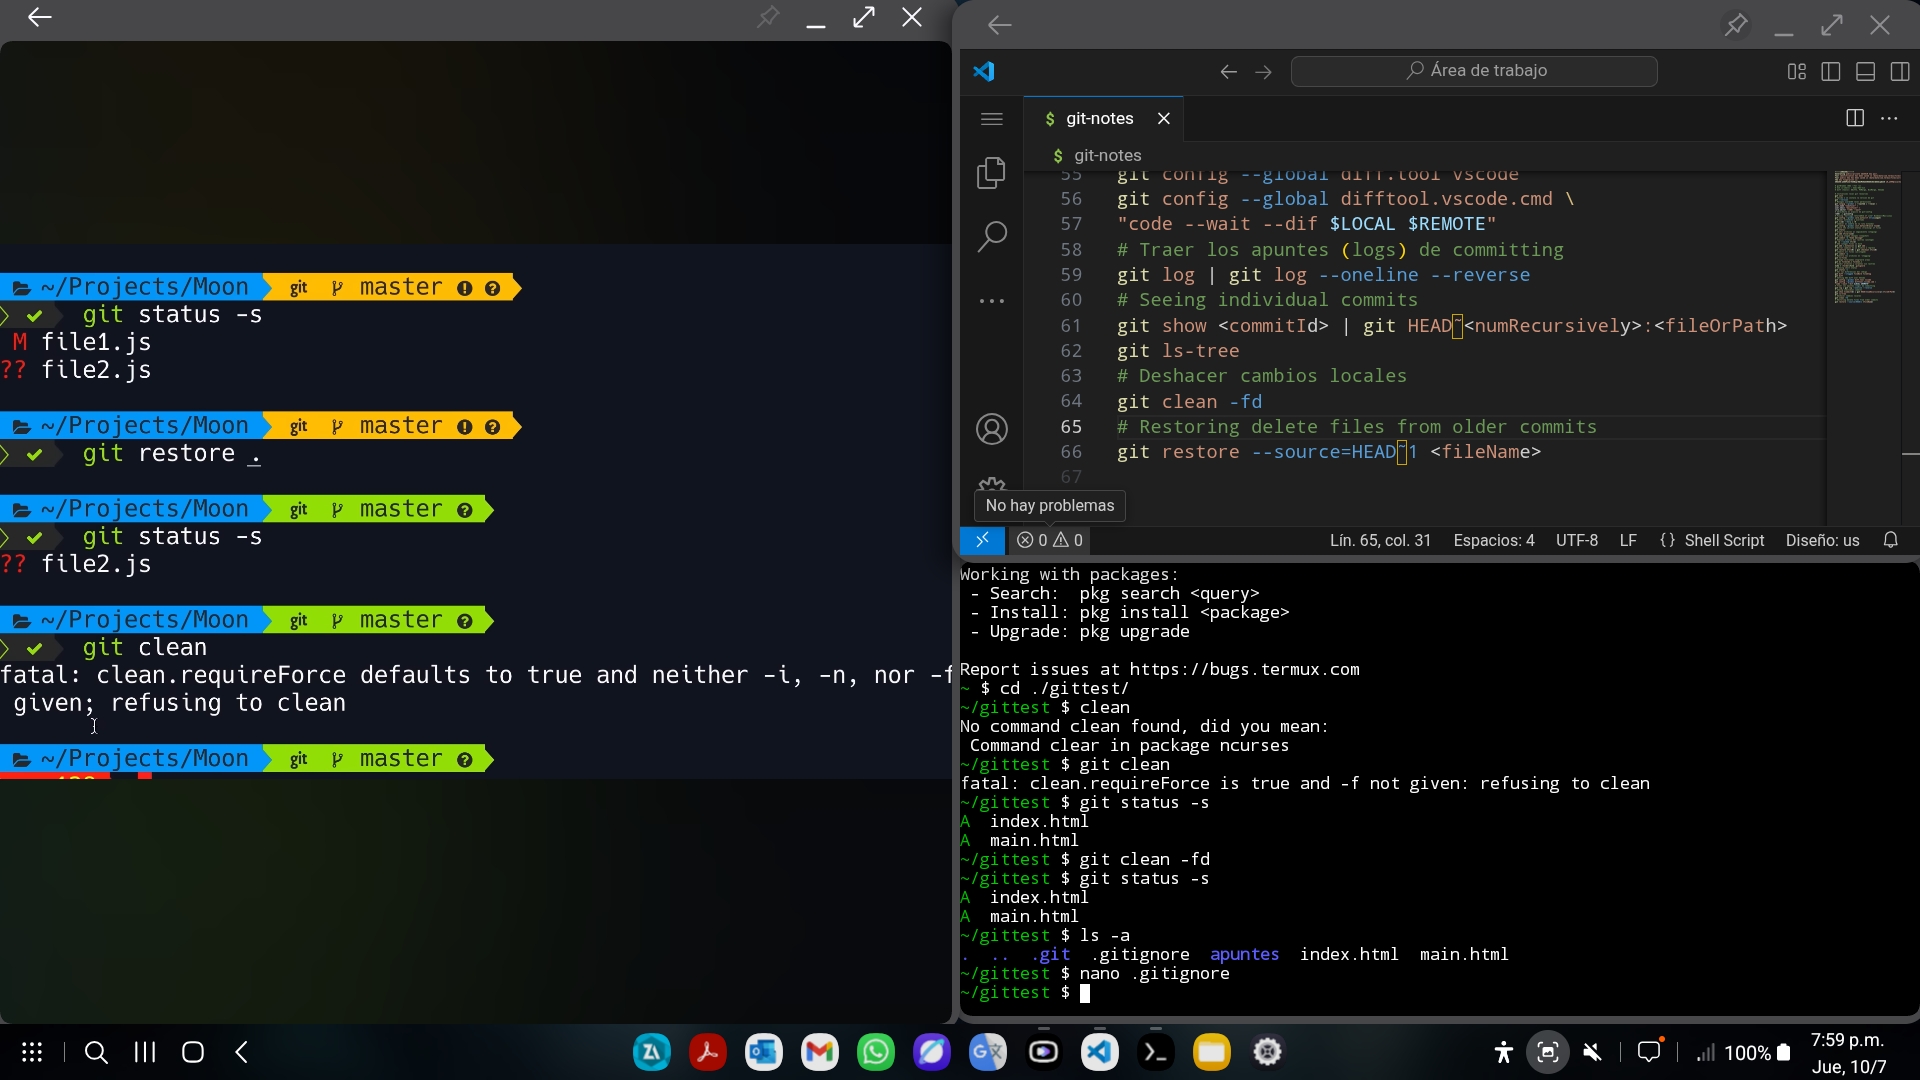 ~/Projects/Moon git master
git status -s
M file1.js
?? file2.js
~/Projects/Moon git master
git restore .
~/Projects/Moon git master
git status -s
?? file2.js
~/Projects/Moon git master
git clean
fatal: clean.requireForce defaults to true and neither -i, -n, nor -f
given; refusing to clean
~/Projects/Moon git master
Área de trabajo
$ git-notes
$ git-notes
55 git config --global diff.tool vscode
56 git config --global difftool.vscode.cmd \
57 "code --wait --dif $LOCAL $REMOTE"
58 # Traer los apuntes (logs) de committing
59 git log | git log --oneline --reverse
60 # Seeing individual commits
61 git show <commitId> | git HEAD~<numRecursively>:<fileOrPath>
62 git ls-tree
63 # Deshacer cambios locales
64 git clean -fd
65 # Restoring delete files from older commits
66 git restore --source=HEAD~1 <fileName>
67
No hay problemas
0 0 Lín. 65, col. 31 Espacios: 4 UTF-8 LF {} Shell Script Diseño: us
Working with packages:
- Search: pkg search <query>
- Install: pkg install <package>
- Upgrade: pkg upgrade
Report issues at https://bugs.termux.com
~ $ cd ./gittest/
~/gittest $ clean
No command clean found, did you mean:
Command clear in package ncurses
~/gittest $ git clean
fatal: clean.requireForce is true and -f not given: refusing to clean
~/gittest $ git status -s
A index.html
A main.html
~/gittest $ git clean -fd
~/gittest $ git status -s
A index.html
A main.html
~/gittest $ ls -a
. .. .git .gitignore apuntes index.html main.html
~/gittest $ nano .gitignore
~/gittest $
100% 7:59 p.m.
Jue, 10/7